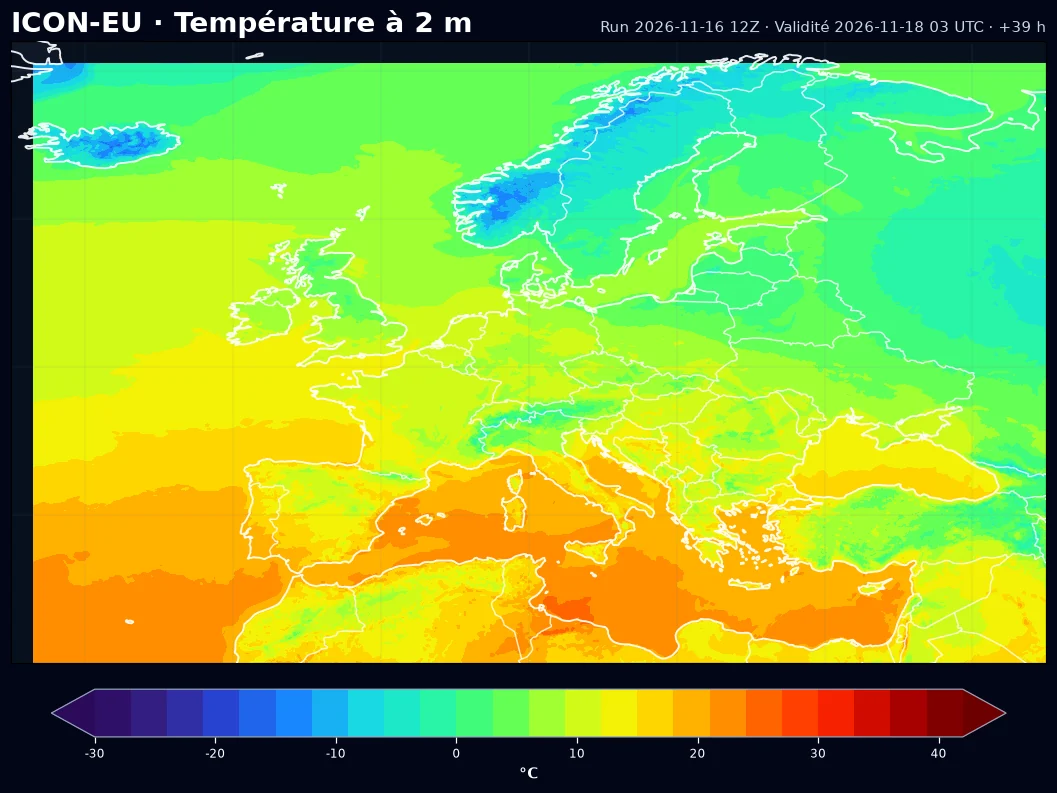 ICON-EU · Température à 2 m
Run 2026-11-16 12Z · Validité 2026-11-18 03 UTC · +39 h
-30 -20 -10 0 10 20 30 40
°C